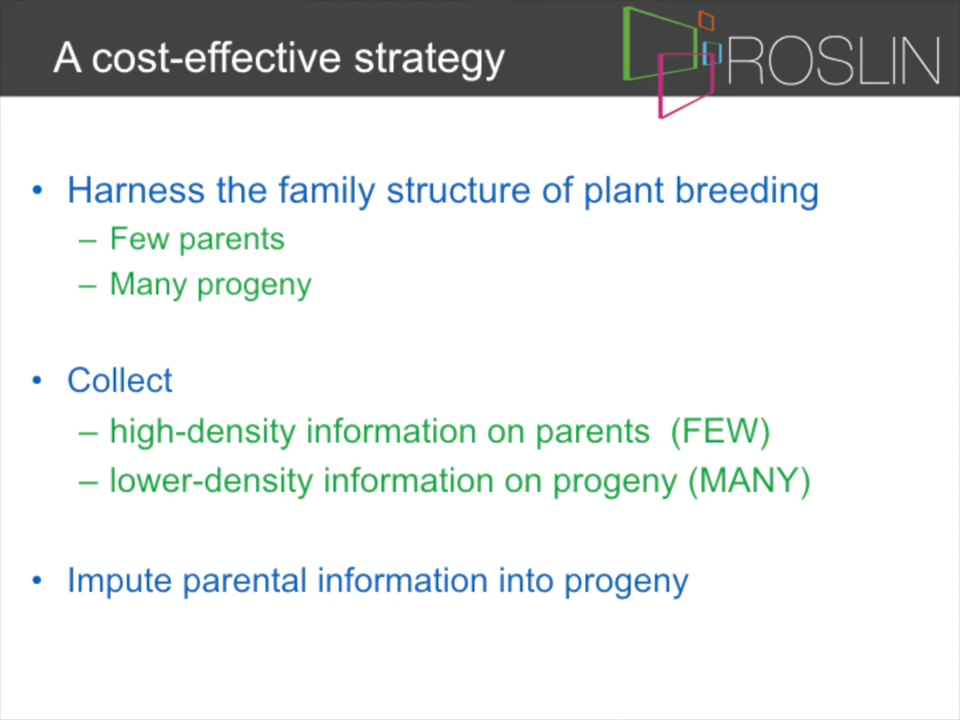 A cost-effective strategy
ROSLIN
• Harness the family structure of plant breeding
– Few parents
– Many progeny
• Collect
– high-density information on parents (FEW)
– lower-density information on progeny (MANY)
• Impute parental information into progeny